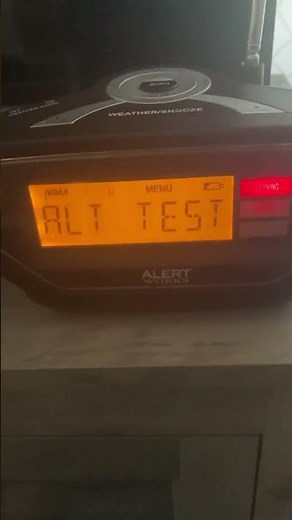 WEATHER/SNOOZE
NOAA MENU
ALT TEST
ALERT
WORKS